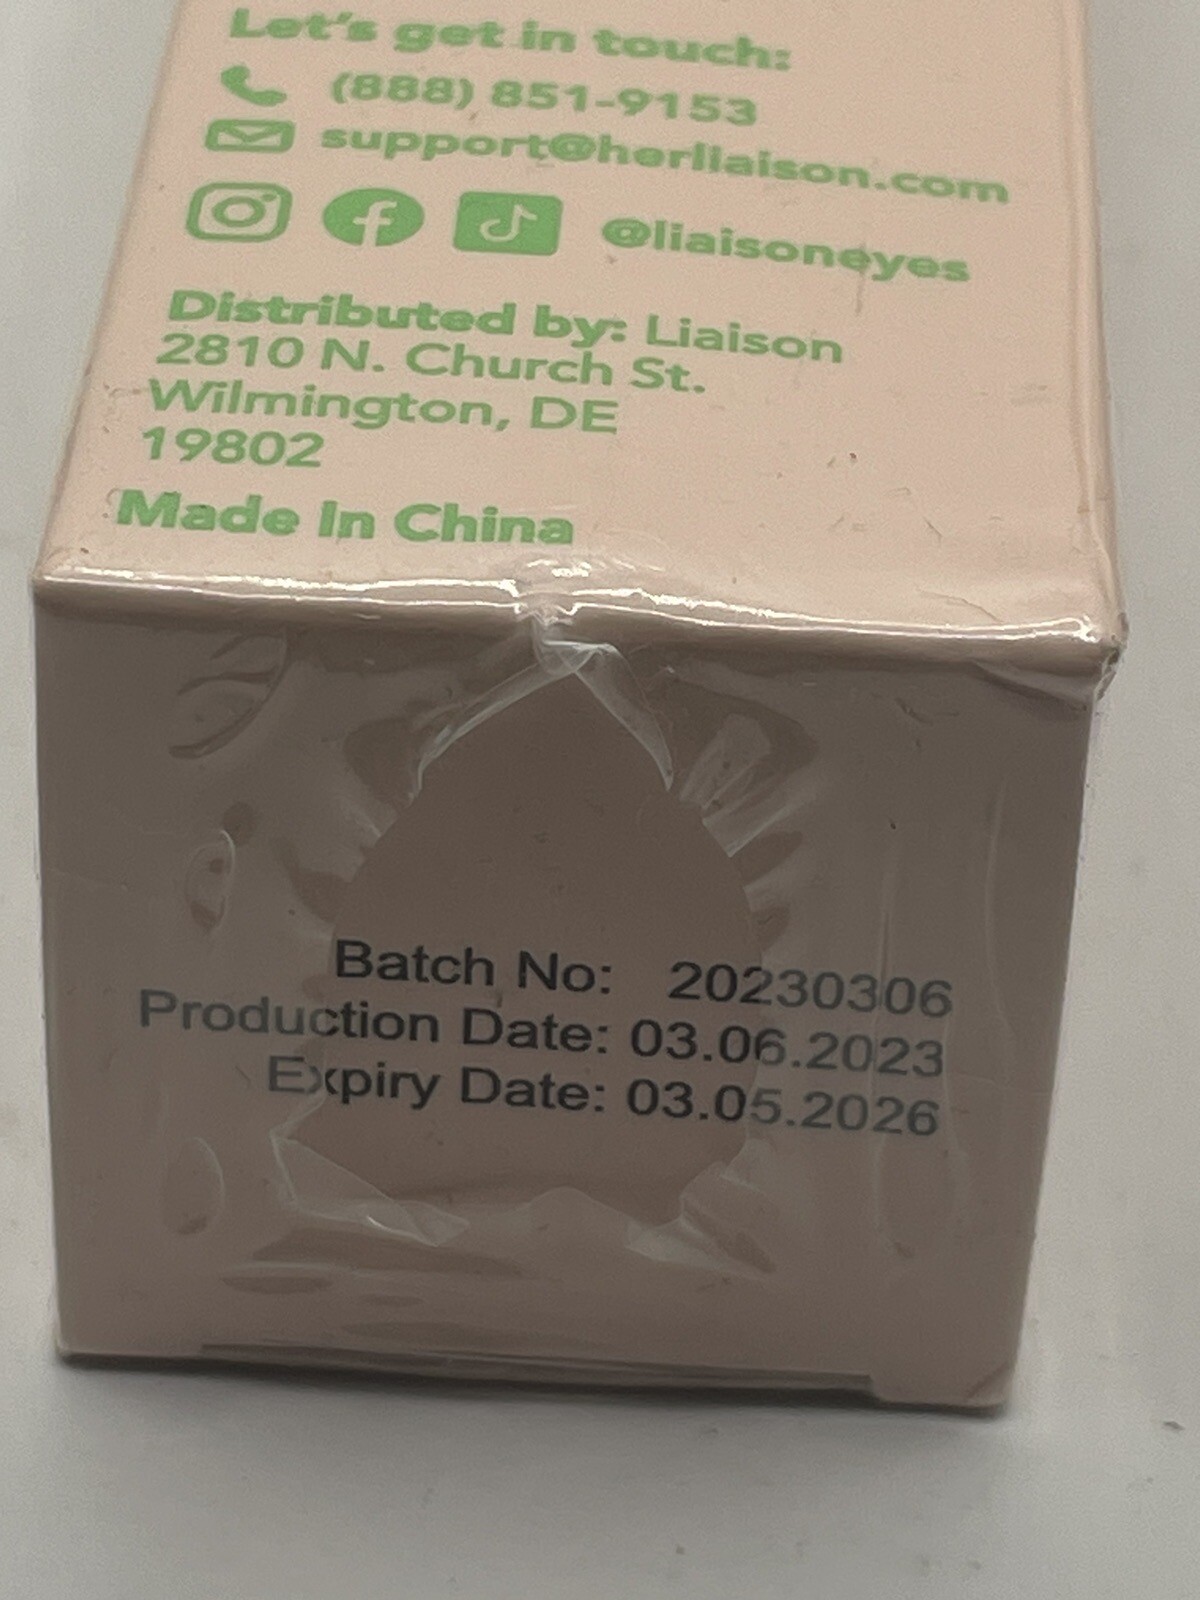 Let's get in touch:
(888) 851-9153
support@herliaison.com
@liaisoneyes
Distributed by: Liaison
2810 N. Church St.
Wilmington, DE
19802
Made In China
Batch No: 20230306
Production Date: 03.06.2023
Expiry Date: 03.05.2026